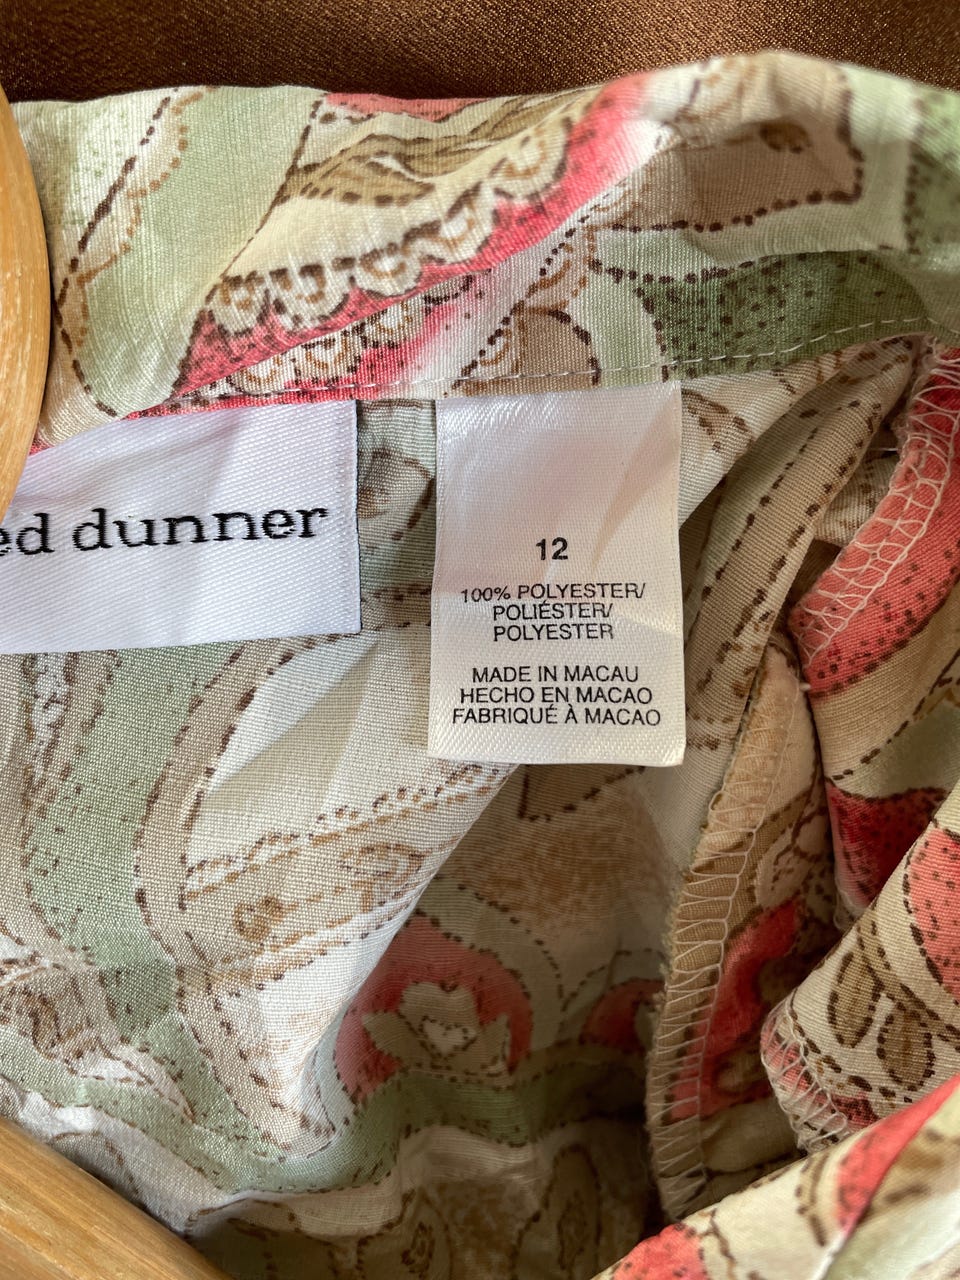 ed dunner
12
100% POLYESTER/
POLIÉSTER/
POLYESTER
MADE IN MACAU
HECHO EN MACAO
FABRIQUÉ À MACAO